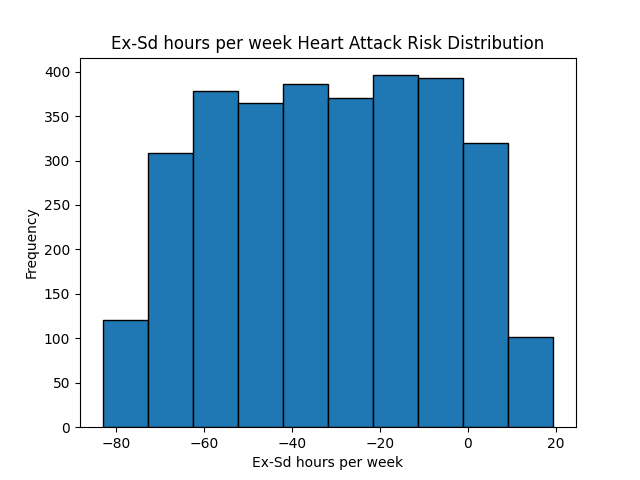 Ex-Sd hours per week Heart Attack Risk Distribution
400
350
300
250
200
150
100
50
0
Frequency
−80 −60 −40 −20 0 20
Ex-Sd hours per week